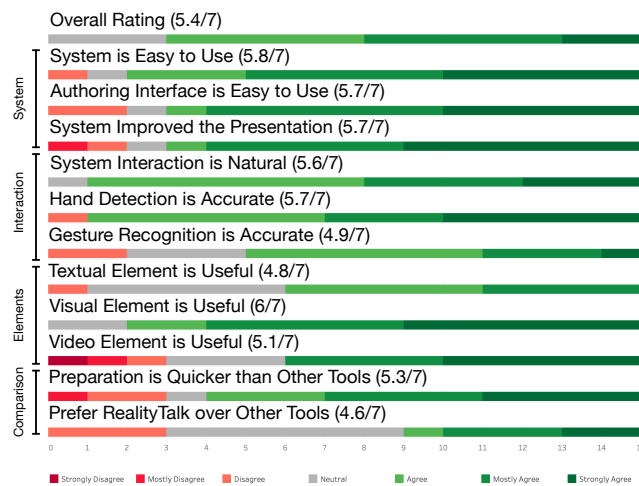 Overall Rating (5.4/7)
System is Easy to Use (5.8/7)
Authoring Interface is Easy to Use (5.7/7)
System Improved the Presentation (5.7/7)
System
System Interaction is Natural (5.6/7)
Hand Detection is Accurate (5.7/7)
Gesture Recognition is Accurate (4.9/7)
Interaction
Textual Element is Useful (4.8/7)
Visual Element is Useful (6/7)
Video Element is Useful (5.1/7)
Elements
Preparation is Quicker than Other Tools (5.3/7)
Prefer RealityTalk over Other Tools (4.6/7)
Comparison
0 1 2 3 4 5 6 7 8 9 10 11 12 13 14 15
Strongly Disagree Mostly Disagree Disagree Neutral Agree Mostly Agree Strongly Agree